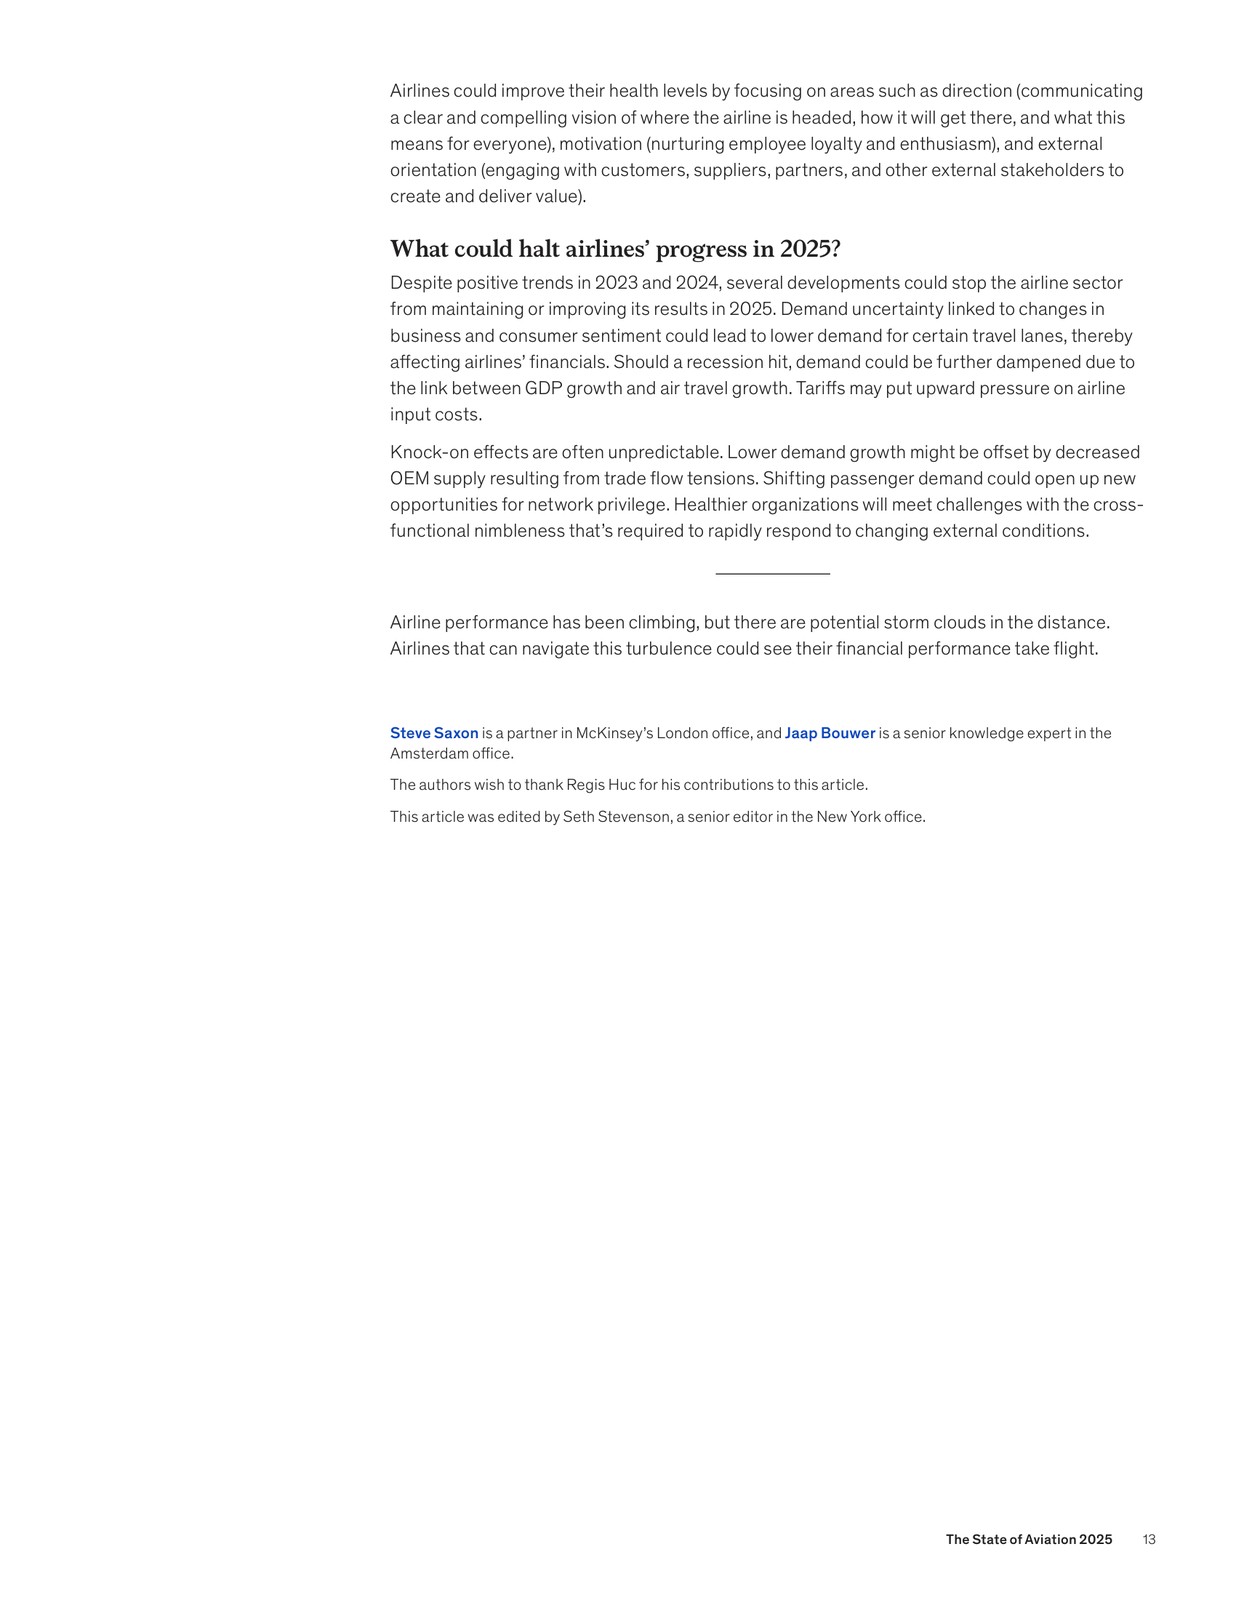 Airlines could improve their health levels by focusing on areas such as direction (communicating
a clear and compelling vision of where the airline is headed, how it will get there, and what this
means for everyone), motivation (nurturing employee loyalty and enthusiasm), and external
orientation (engaging with customers, suppliers, partners, and other external stakeholders to
create and deliver value).
What could halt airlines’ progress in 2025?
Despite positive trends in 2023 and 2024, several developments could stop the airline sector
from maintaining or improving its results in 2025. Demand uncertainty linked to changes in
business and consumer sentiment could lead to lower demand for certain travel lanes, thereby
affecting airlines’ financials. Should a recession hit, demand could be further dampened due to
the link between GDP growth and air travel growth. Tariffs may put upward pressure on airline
input costs.
Knock-on effects are often unpredictable. Lower demand growth might be offset by decreased
OEM supply resulting from trade flow tensions. Shifting passenger demand could open up new
opportunities for network privilege. Healthier organizations will meet challenges with the cross-
functional nimbleness that’s required to rapidly respond to changing external conditions.
Airline performance has been climbing, but there are potential storm clouds in the distance.
Airlines that can navigate this turbulence could see their financial performance take flight.
Steve Saxon is a partner in McKinsey’s London office, and Jaap Bouwer is a senior knowledge expert in the
Amsterdam office.
The authors wish to thank Regis Huc for his contributions to this article.
This article was edited by Seth Stevenson, a senior editor in the New York office.
The State of Aviation 2025 13